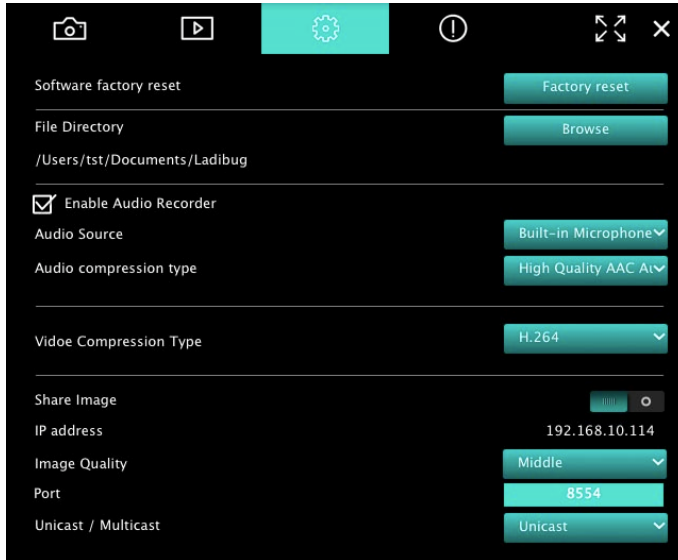 Software factory reset Factory reset
File Directory Browse
/Users/tst/Documents/Ladibug
Enable Audio Recorder
Audio Source Built-in Microphone
Audio compression type High Quality AAC Au
Vidoe Compression Type H.264
Share Image
IP address 192.168.10.114
Image Quality Middle
Port 8554
Unicast / Multicast Unicast